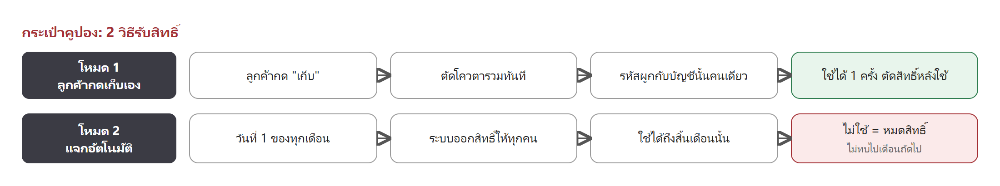 กระเป๋าคูปอง: 2 วิธีรับสิทธิ์
โหมด 1
ลูกค้ากดเก็บเอง
ลูกค้ากด "เก็บ"
ตัดโควตารวมทันที
รหัสผูกกับบัญชีนั้นคนเดียว
ใช้ได้ 1 ครั้ง ตัดสิทธิ์หลังใช้
โหมด 2
แจกอัตโนมัติ
วันที่ 1 ของทุกเดือน
ระบบออกสิทธิ์ให้ทุกคน
ใช้ได้ถึงสิ้นเดือนนั้น
ไม่ใช้ = หมดสิทธิ์
ไม่ทบไปเดือนถัดไป